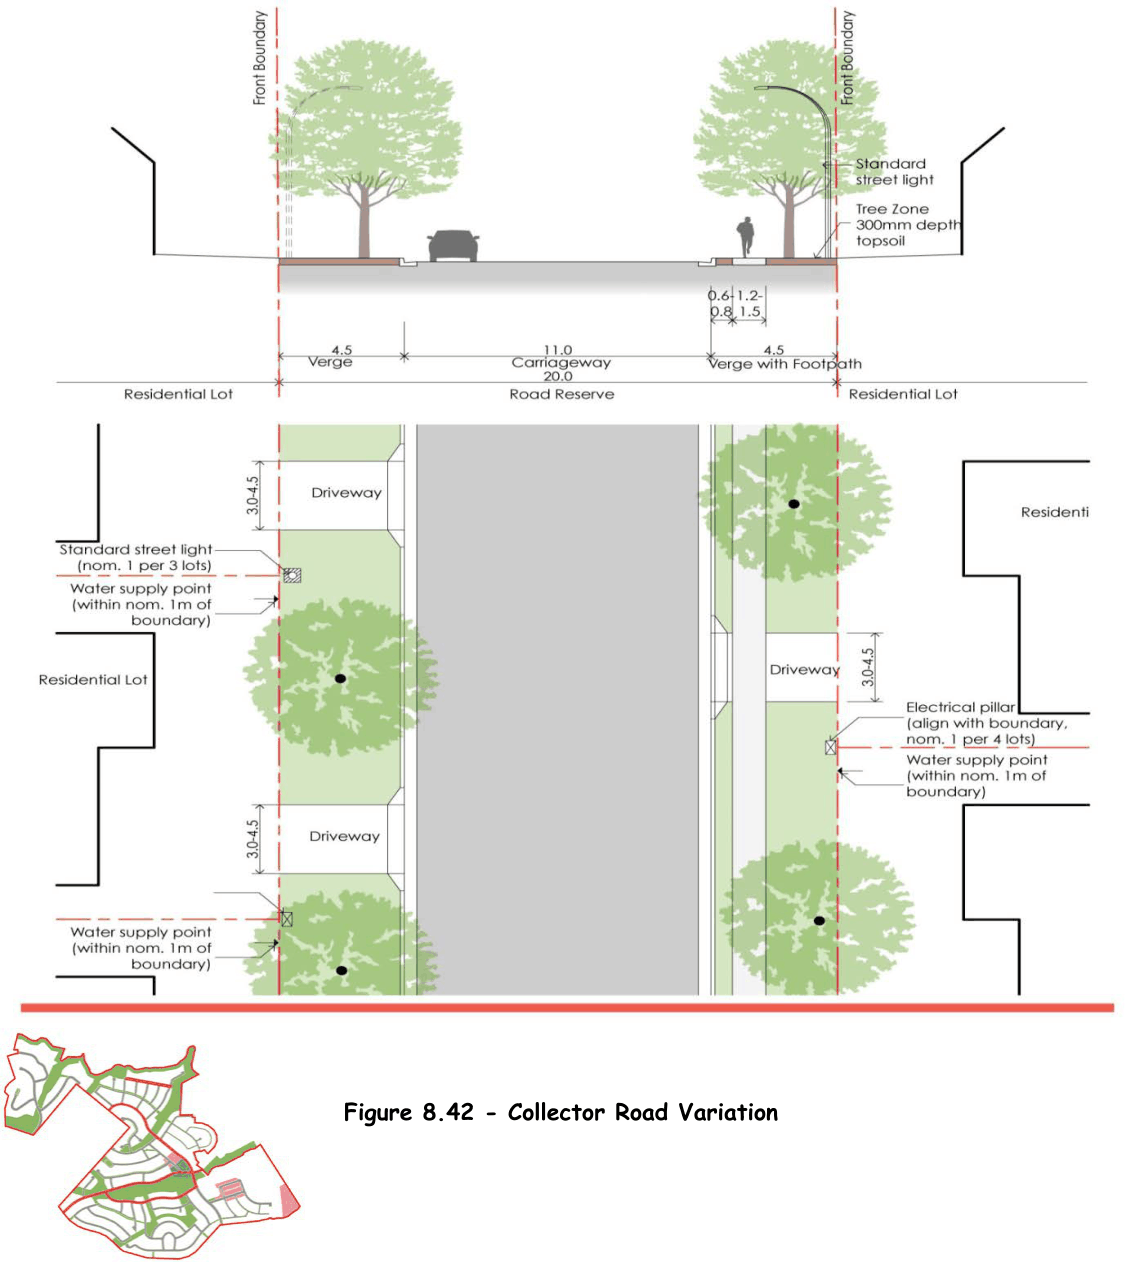 Front Boundary
Front Boundary
Standard
street light
Tree Zone
300mm depth
topsoil
0.6-
0.8
1.2-
1.5
4.5
Verge
11.0
Carriageway
4.5
Verge with Footpath
20.0
Residential Lot
Road Reserve
Residential Lot
3.0-4.5
Driveway
Residenti
Standard street light
(nom. 1 per 3 lots)
Water supply point
(within nom. 1m of
boundary)
Residential Lot
Driveway
3.0-4.5
Electrical pillar
(align with boundary,
nom. 1 per 4 lots)
Water supply point
(within nom. 1m of
boundary)
3.0-4.5
Driveway
Water supply point
(within nom. 1m of
boundary)
Figure 8.42 - Collector Road Variation